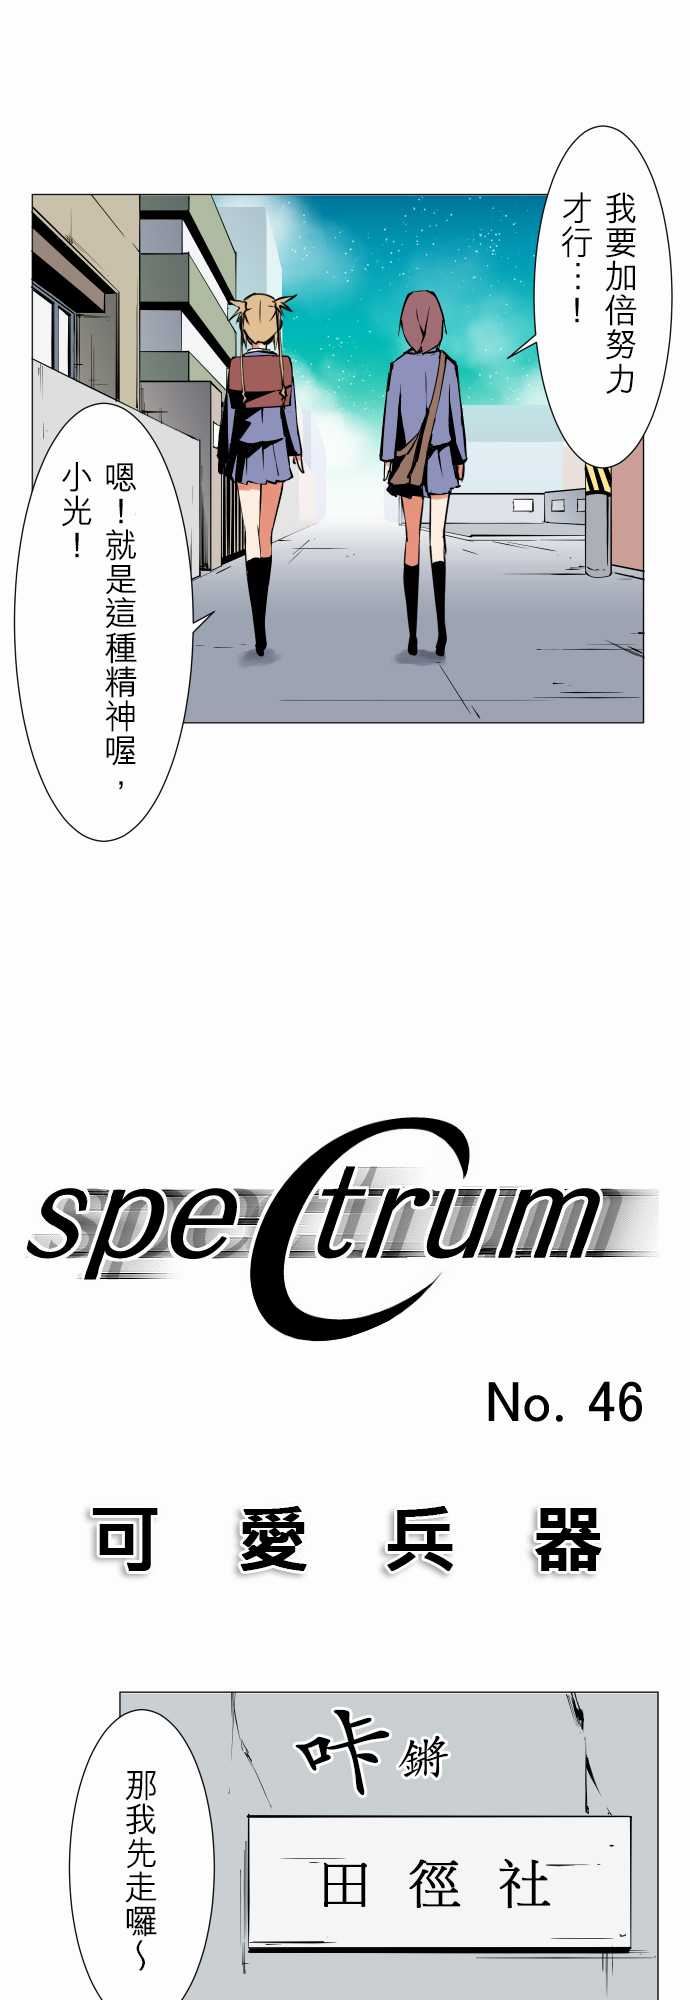 我要加倍努力
才行…！
嗯！就是這種精神喔，
小光！
spectrum
No. 46
可愛兵器
咔鏘
田徑社
那我先走囉～